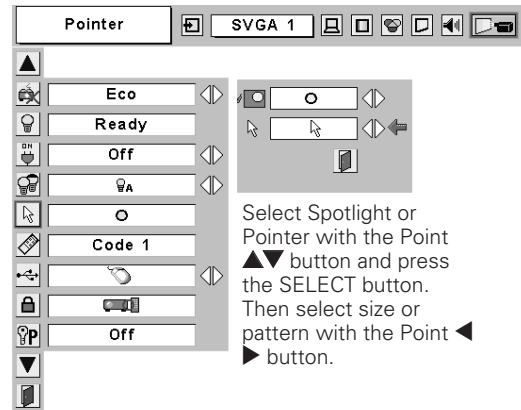 Pointer SVGA 1
Eco
Ready
ON
Off
A
Code 1
P Off
Select Spotlight or
Pointer with the Point
▲▼ button and press
the SELECT button.
Then select size or
pattern with the Point ◀
▶ button.